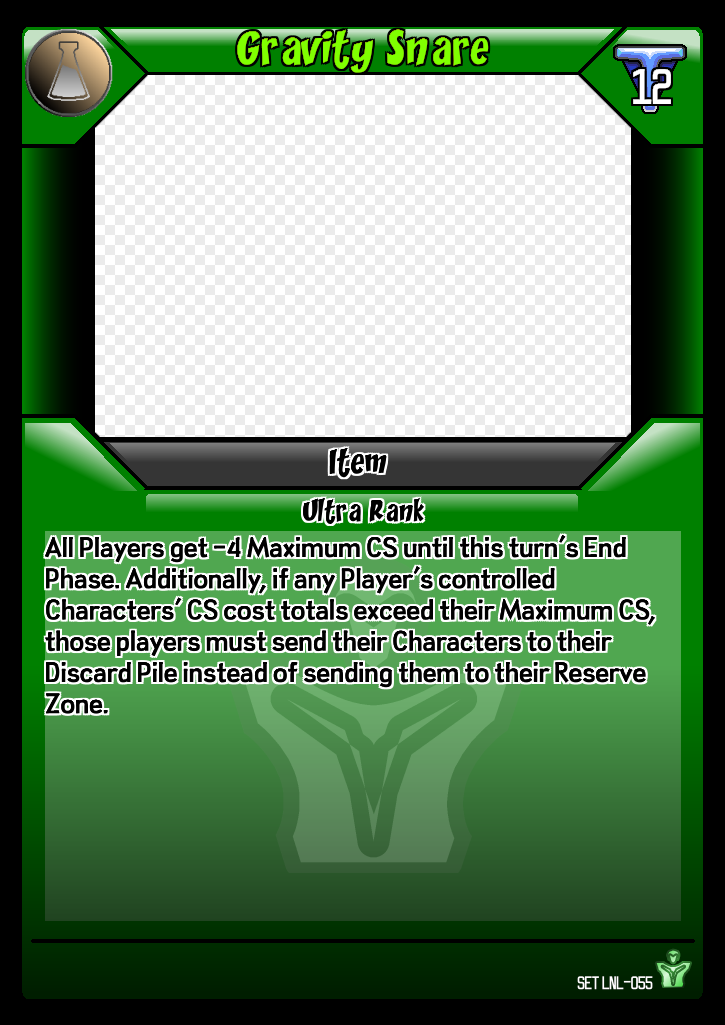 Gravity Snare
12
Item
Ultra Rank
All Players get -4 Maximum CS until this turn's End
Phase. Additionally, if any Player's controlled
Characters' CS cost totals exceed their Maximum CS,
those players must send their Characters to their
Discard Pile instead of sending them to their Reserve
Zone.
SET LNL-055